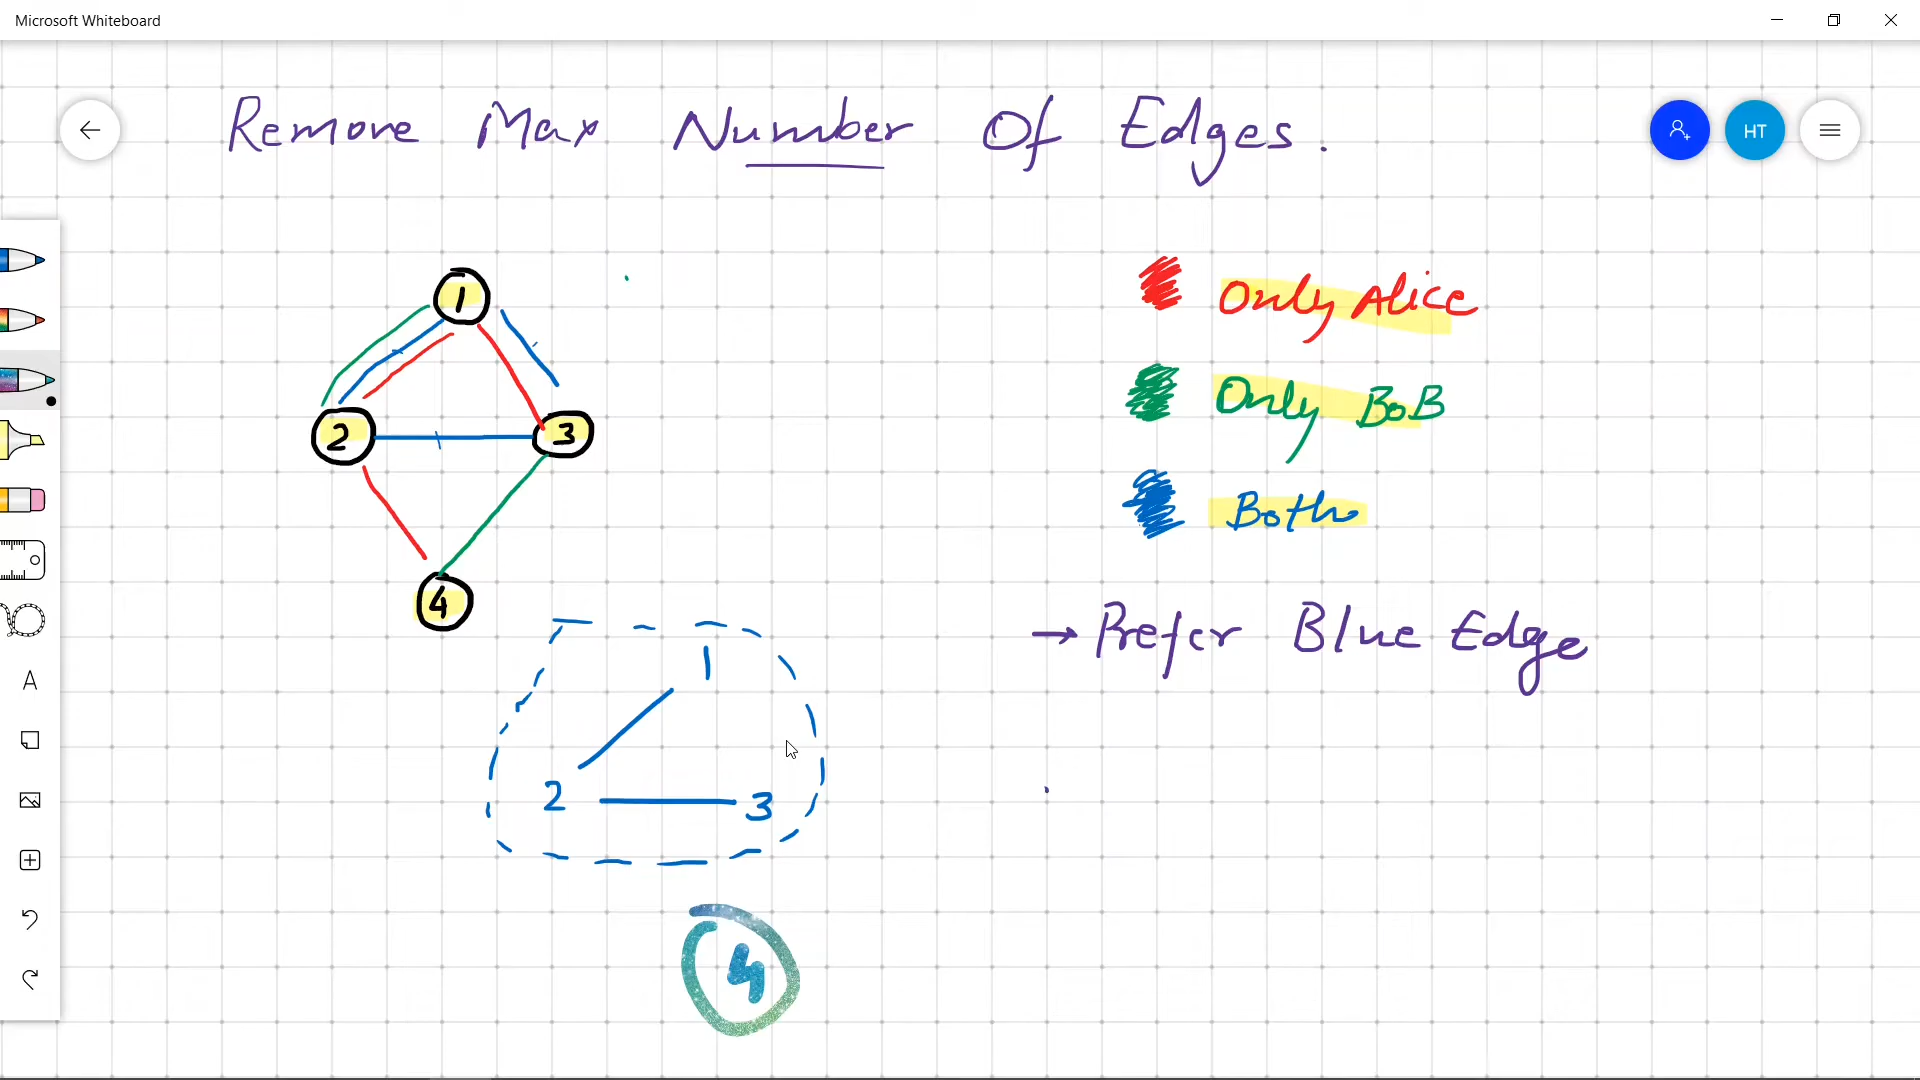 Microsoft Whiteboard
Remove Max Number Of Edges.
HT
1
2
3
4
Only Alice
Only BoB
Both
→ Prefer Blue Edge
1
2
3
4
A